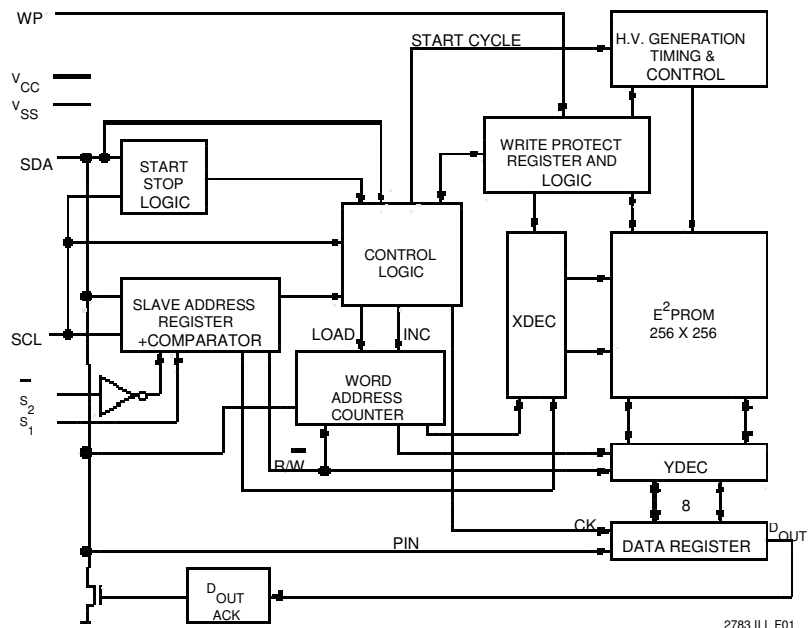 WP
START CYCLE
H.V. GENERATION
TIMING &
CONTROL
VCC
VSS
SDA
START
STOP
LOGIC
WRITE PROTECT
REGISTER AND
LOGIC
CONTROL
LOGIC
SLAVE ADDRESS
REGISTER
+COMPARATOR
SCL
LOAD
INC
XDEC
E2PROM
256 X 256
S2
S1
WORD
ADDRESS
COUNTER
R/W
YDEC
8
CK
PIN
DATA REGISTER
DOUT
DOUT
ACK
2783 ILL F01